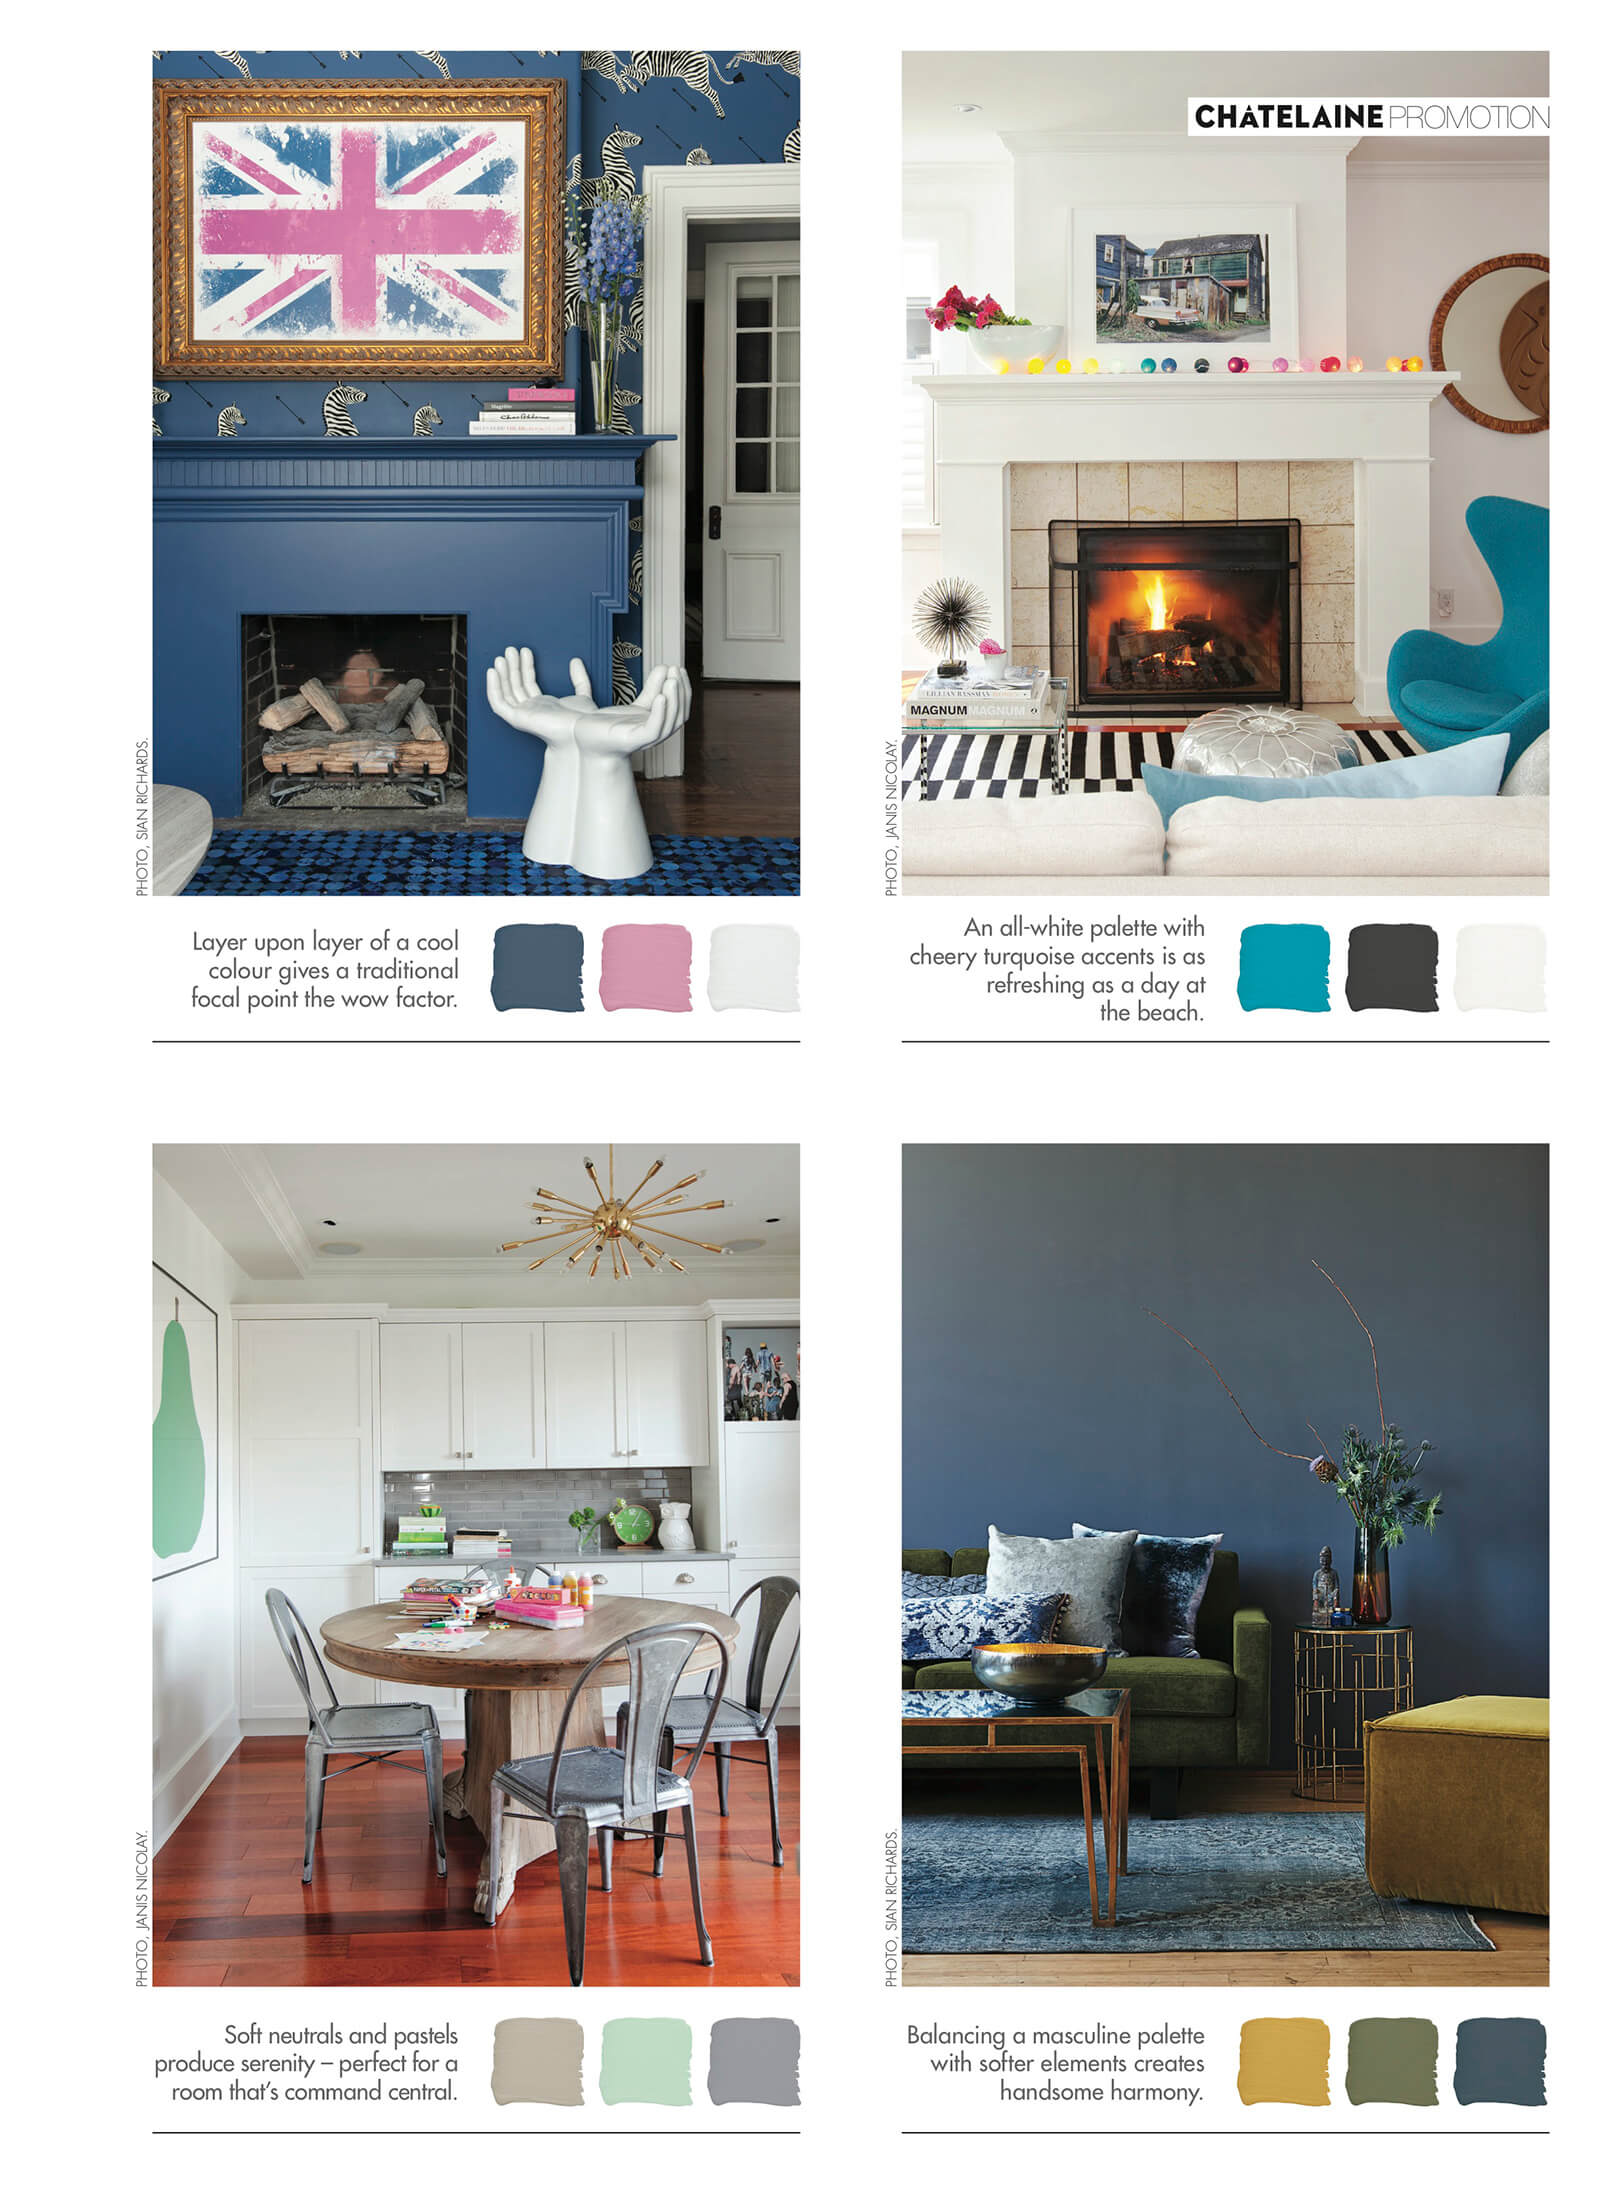 CHÂTELAINE PROMOTION
MAGNUM MAGNUM
PHOTO, SIAN RICHARDS.
PHOTO, JANIS NICOLAY.
Layer upon layer of a cool
colour gives a traditional
focal point the wow factor.
An all-white palette with
cheery turquoise accents is as
refreshing as a day at
the beach.
PHOTO, JANIS NICOLAY.
PHOTO, SIAN RICHARDS.
Soft neutrals and pastels
produce serenity – perfect for a
room that's command central.
Balancing a masculine palette
with softer elements creates
handsome harmony.